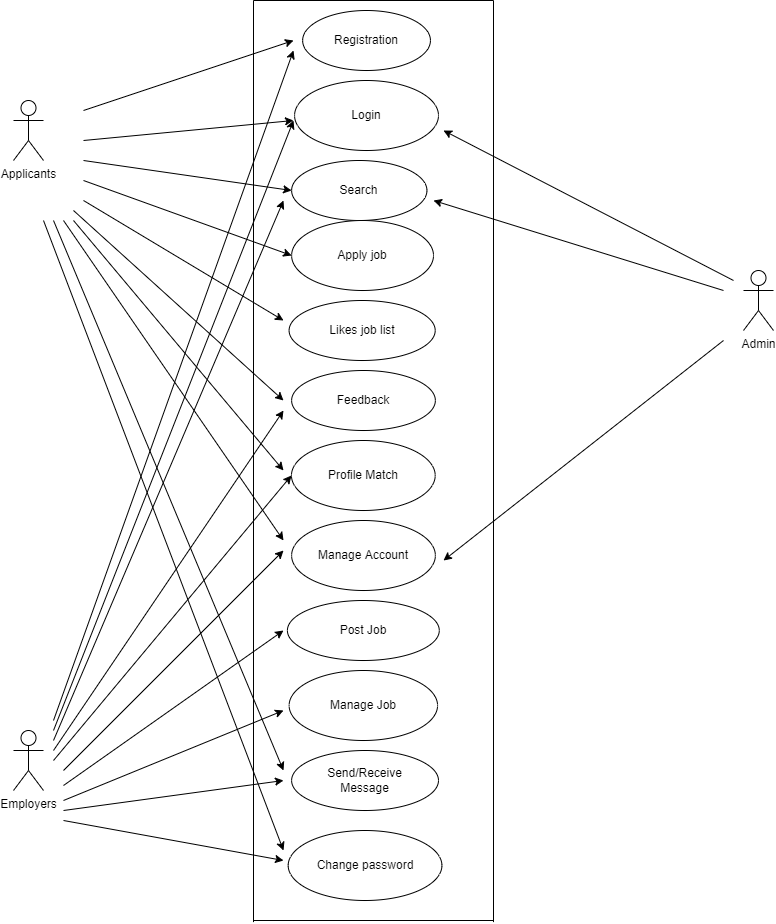 Registration
Login
Applicants
Search
Apply job
Likes job list
Admin
Feedback
Profile Match
Manage Account
Post Job
Manage Job
Send/Receive
Message
Employers
Change password